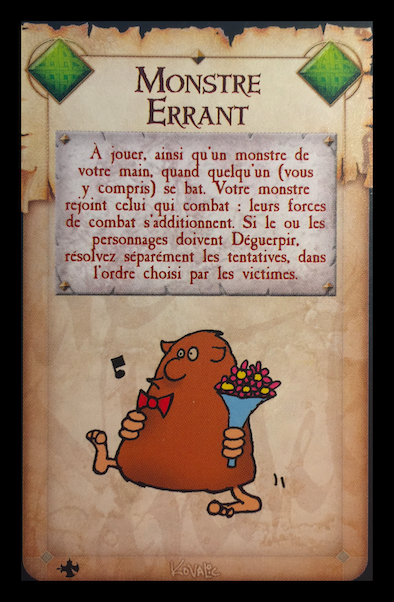 Monstre
Errant
À jouer, ainsi qu'un monstre de
votre main, quand quelqu'un (vous
y compris) se bat. Votre monstre
rejoint celui qui combat : leurs forces
de combat s'additionnent. Si le ou les
personnages doivent Déguerpir,
résolvez séparément les tentatives, dans
l'ordre choisi par les victimes.
Kovalic